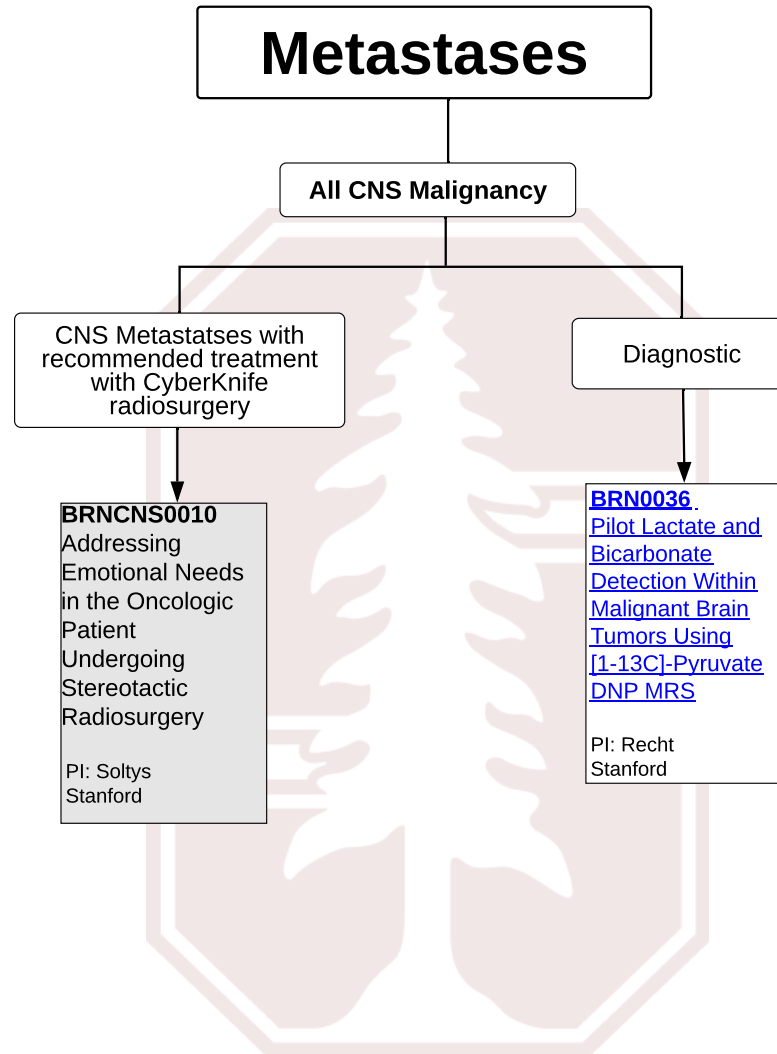 Metastases
All CNS Malignancy
CNS Metastatses with
recommended treatment
with CyberKnife
radiosurgery
Diagnostic
BRNCNS0010
Addressing
Emotional Needs
in the Oncologic
Patient
Undergoing
Stereotactic
Radiosurgery
PI: Soltys
Stanford
BRN0036
Pilot Lactate and
Bicarbonate
Detection Within
Malignant Brain
Tumors Using
[1-13C]-Pyruvate
DNP MRS
PI: Recht
Stanford